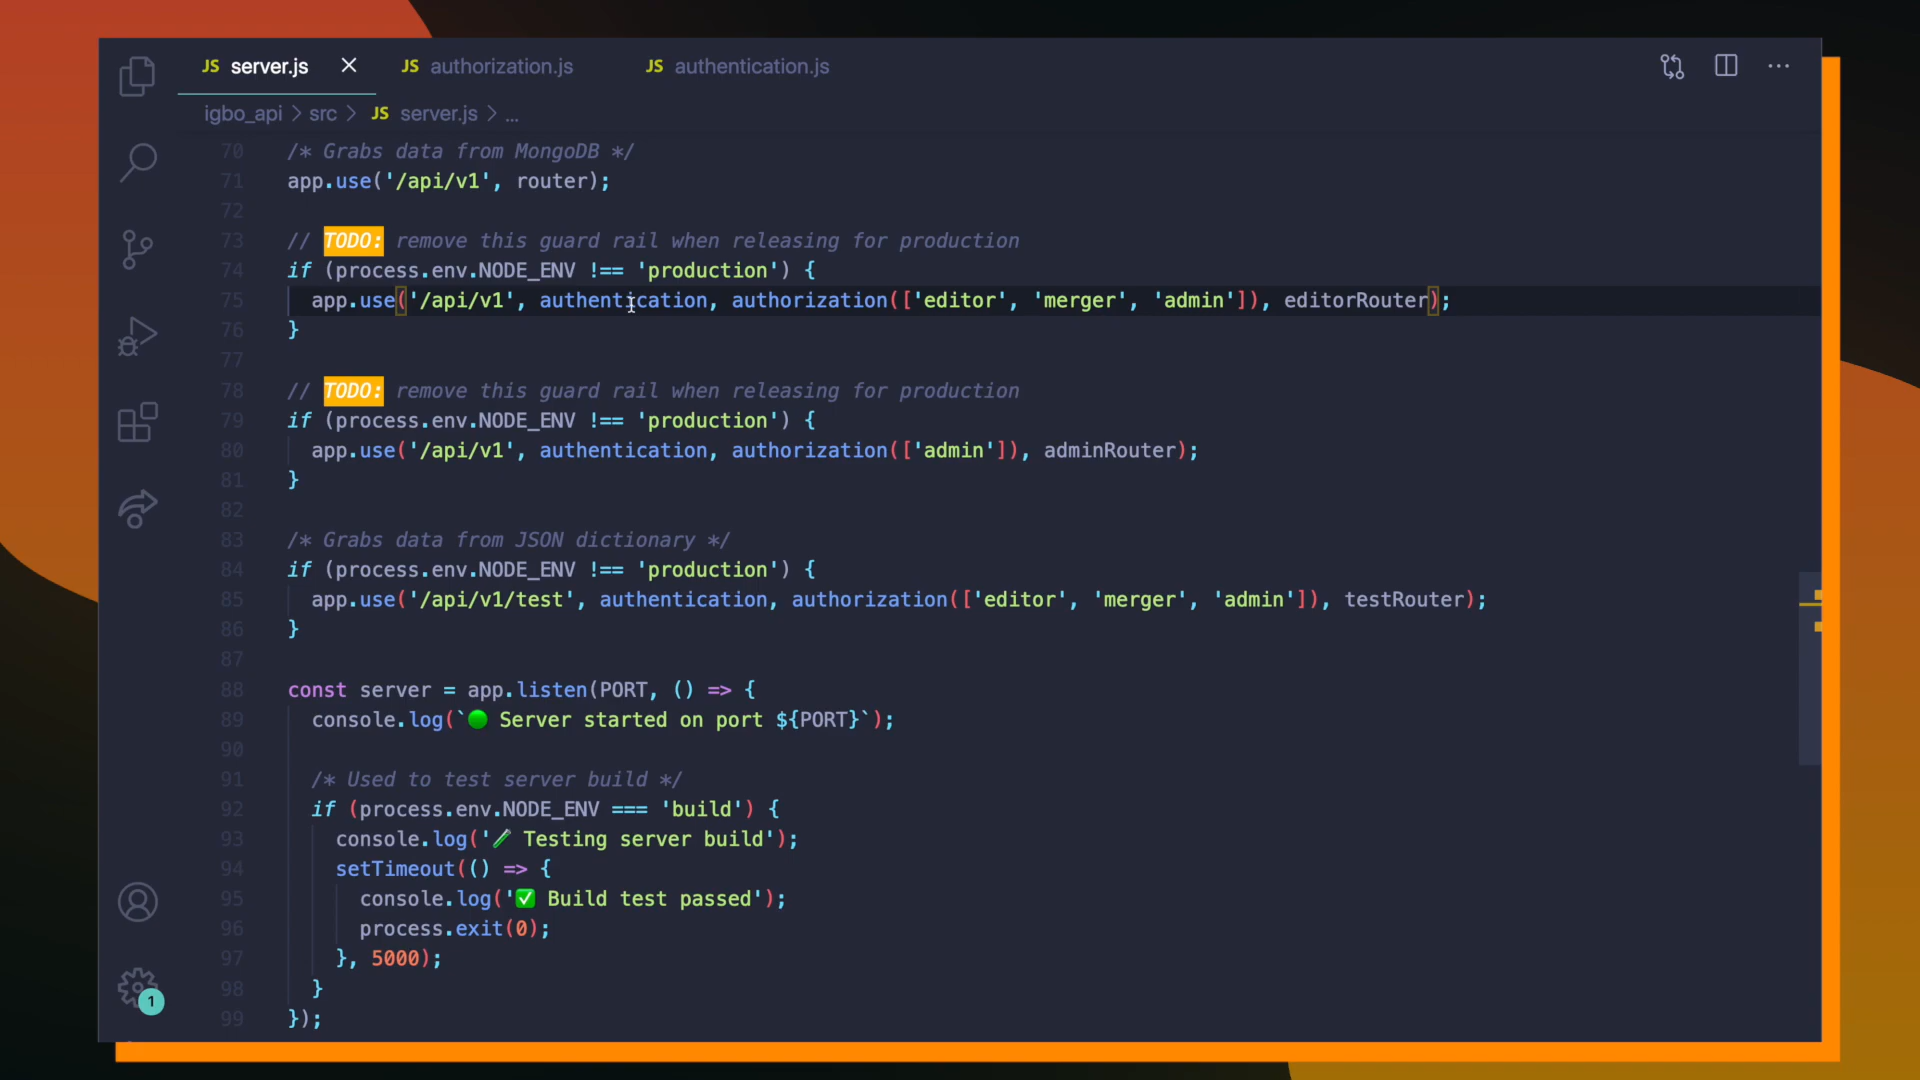 JS server.js JS authorization.js JS authentication.js
igbo_api > src > JS server.js > ...
70 /* Grabs data from MongoDB */
71 app.use('/api/v1', router);
72
73 // TODO: remove this guard rail when releasing for production
74 if (process.env.NODE_ENV !== 'production') {
75 app.use('/api/v1', authentication, authorization(['editor', 'merger', 'admin']), editorRouter);
76 }
77
78 // TODO: remove this guard rail when releasing for production
79 if (process.env.NODE_ENV !== 'production') {
80 app.use('/api/v1', authentication, authorization(['admin']), adminRouter);
81 }
82
83 /* Grabs data from JSON dictionary */
84 if (process.env.NODE_ENV !== 'production') {
85 app.use('/api/v1/test', authentication, authorization(['editor', 'merger', 'admin']), testRouter);
86 }
87
88 const server = app.listen(PORT, () => {
89 console.log(`🟢 Server started on port ${PORT}`);
90
91 /* Used to test server build */
92 if (process.env.NODE_ENV === 'build') {
93 console.log('🧪 Testing server build');
94 setTimeout(() => {
95 console.log('✅ Build test passed');
96 process.exit(0);
97 }, 5000);
98 }
99 });
1